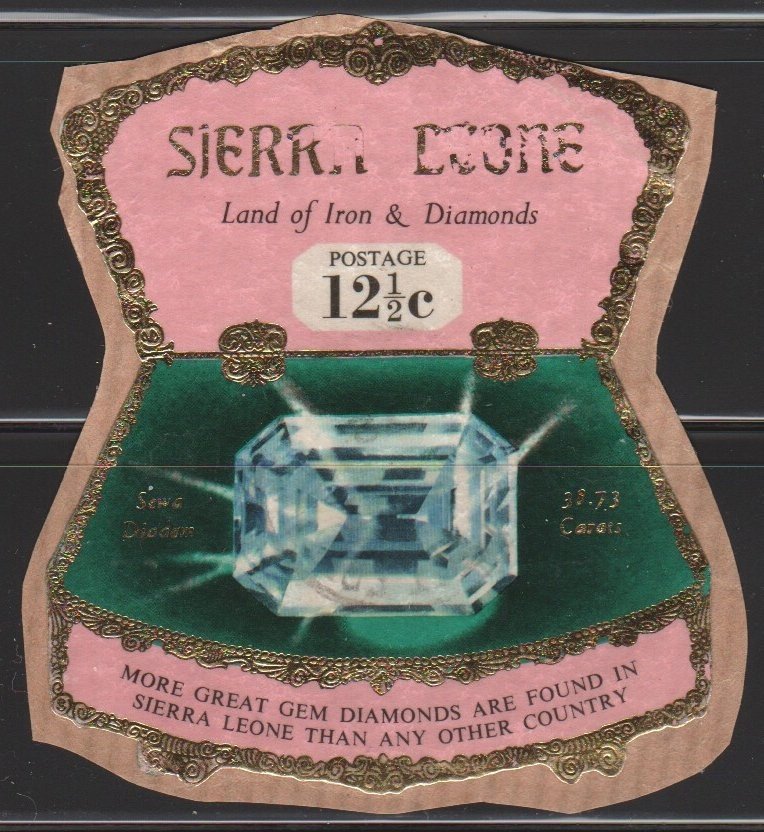 SIERRA LEONE
Land of Iron & Diamonds
POSTAGE
12½c
Sewa
Diadem
38.73
Carats
MORE GREAT GEM DIAMONDS ARE FOUND IN
SIERRA LEONE THAN ANY OTHER COUNTRY